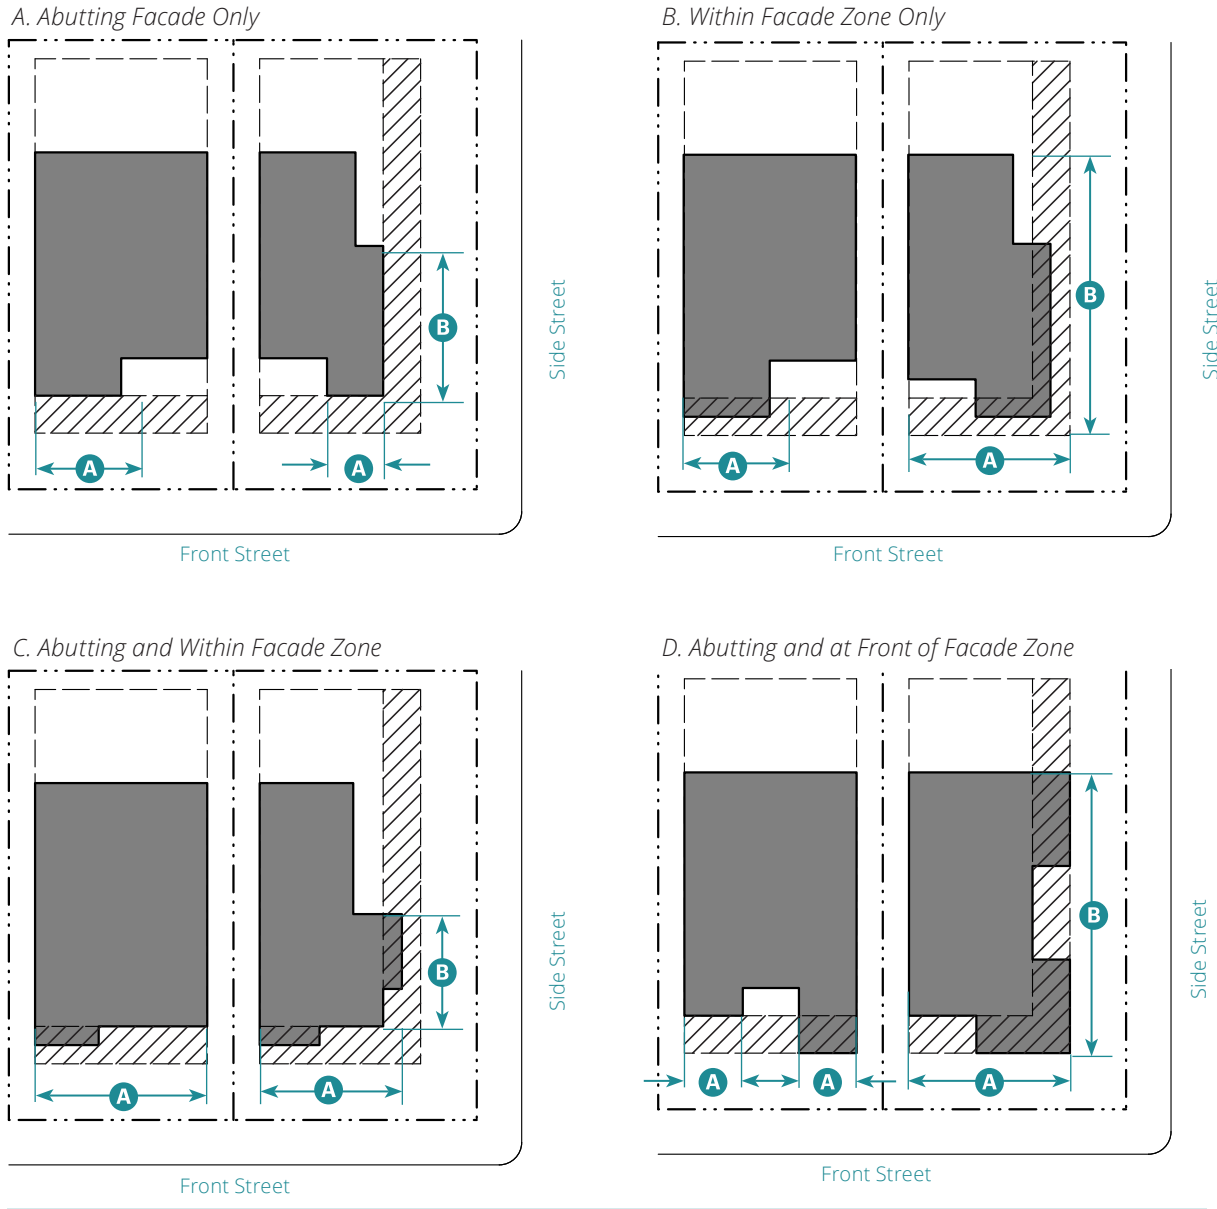 A. Abutting Facade Only
B. Within Facade Zone Only
B
B
Side Street
Side Street
A
A
A
A
Front Street
Front Street
C. Abutting and Within Facade Zone
D. Abutting and at Front of Facade Zone
B
B
Side Street
Side Street
A
A
A
A
A
Front Street
Front Street